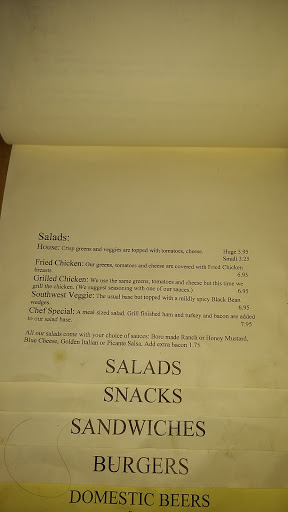 Salads:
House: Crisp greens and veggies are topped with tomatoes, cheese. Huge 5.95
Small 3.25
Fried Chicken: Our greens, tomatoes and cheese are covered with Fried Chicken
breasts. 6.95
Grilled Chicken: We use the same greens, tomatoes and cheese but this time we
grill the chicken. (We suggest seasoning with one of our sauces.) 6.95
Southwest Veggie: The usual base but topped with a mildly spicy Black Bean
wedges. 6.95
Chef Special: A meal sized salad. Grill finished ham and turkey and bacon are added
to our salad base. 7.95
All our salads come with your choice of sauces: Boro made Ranch or Honey Mustard,
Blue Cheese, Golden Italian or Picante Salsa, Add extra bacon 1.75
SALADS
SNACKS
SANDWICHES
BURGERS
DOMESTIC BEERS